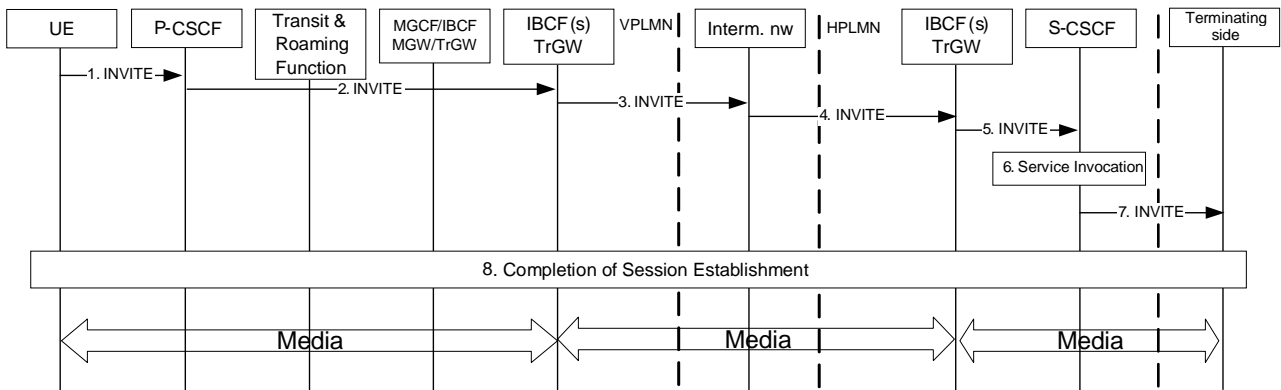 UE
P-CSCF
Transit &
Roaming
Function
MGCF/IBCF
MGW/TrGW
IBCF(s)
TrGW
VPLMN
Interm. nw
HPLMN
IBCF(s)
TrGW
S-CSCF
Terminating
side
1. INVITE
2. INVITE
3. INVITE
4. INVITE
5. INVITE
6. Service Invocation
7. INVITE
8. Completion of Session Establishment
Media
Media
Media